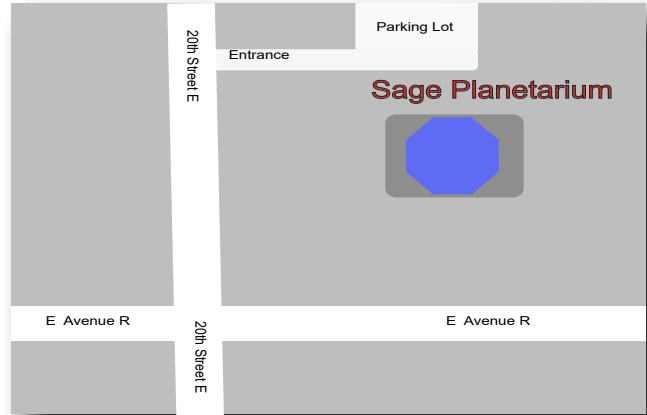 Parking Lot
20th Street E
Entrance
Sage Planetarium
E Avenue R
20th Street E
E Avenue R